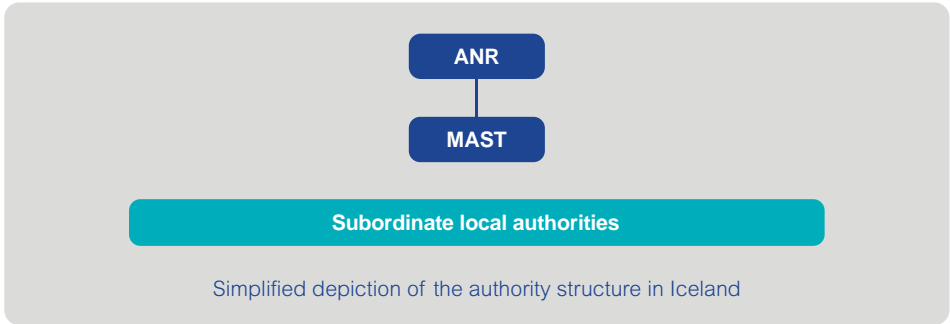 ANR
MAST
Subordinate local authorities
Simplified depiction of the authority structure in Iceland